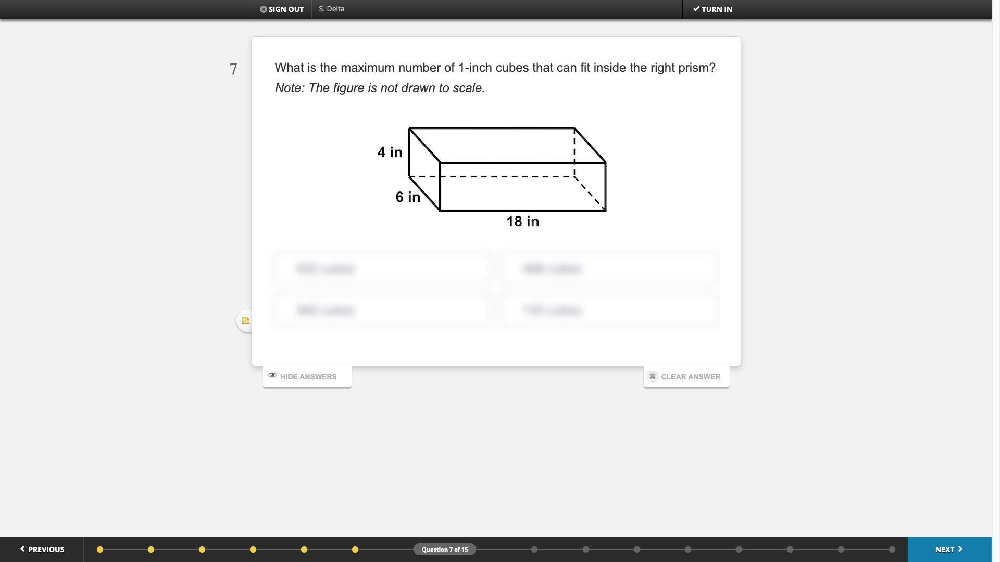 SIGN OUT
S. Delta
TURN IN
7
What is the maximum number of 1-inch cubes that can fit inside the right prism?
Note: The figure is not drawn to scale.
4 in
6 in
18 in
HIDE ANSWERS
CLEAR ANSWER
PREVIOUS
Question 7 of 15
NEXT